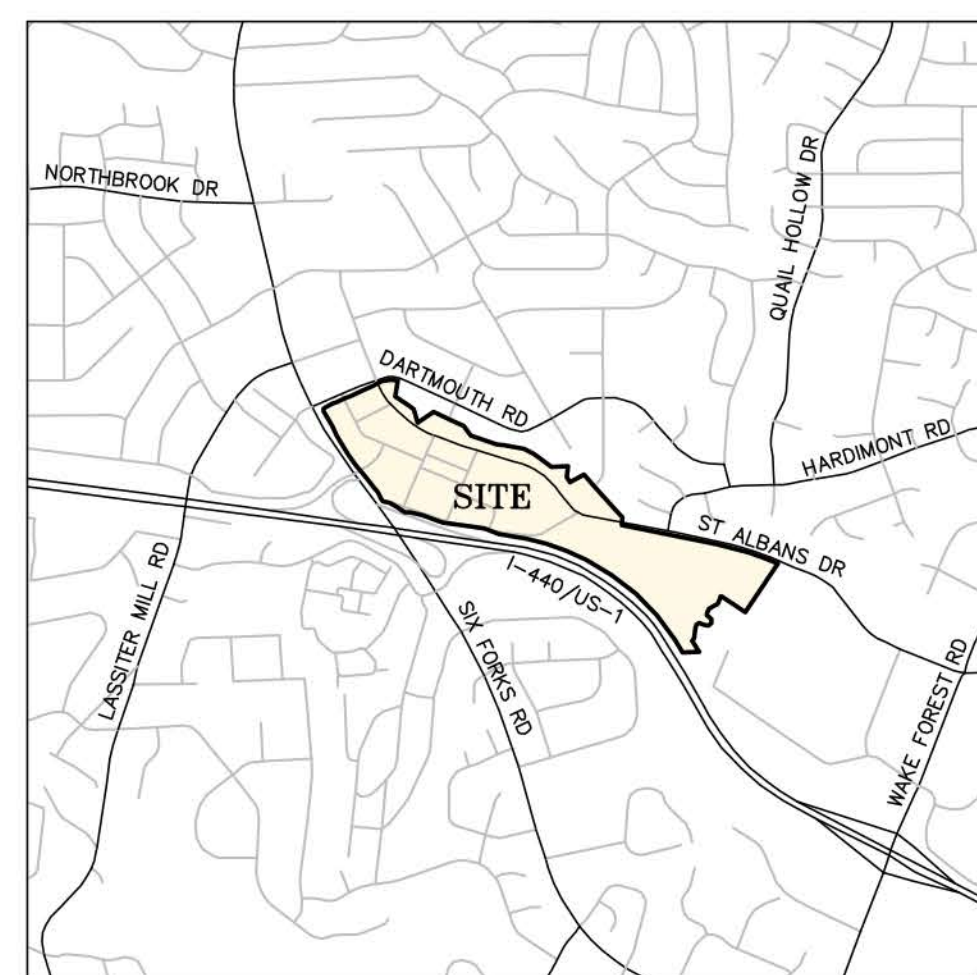 NORTHBROOK DR
QUAIL HOLLOW DR
DARTMOUTH RD
HARDIMONT RD
SITE
ST ALBANS DR
I-440/US-1
LASSITER MILL RD
SIX FORKS RD
WAKE FOREST RD